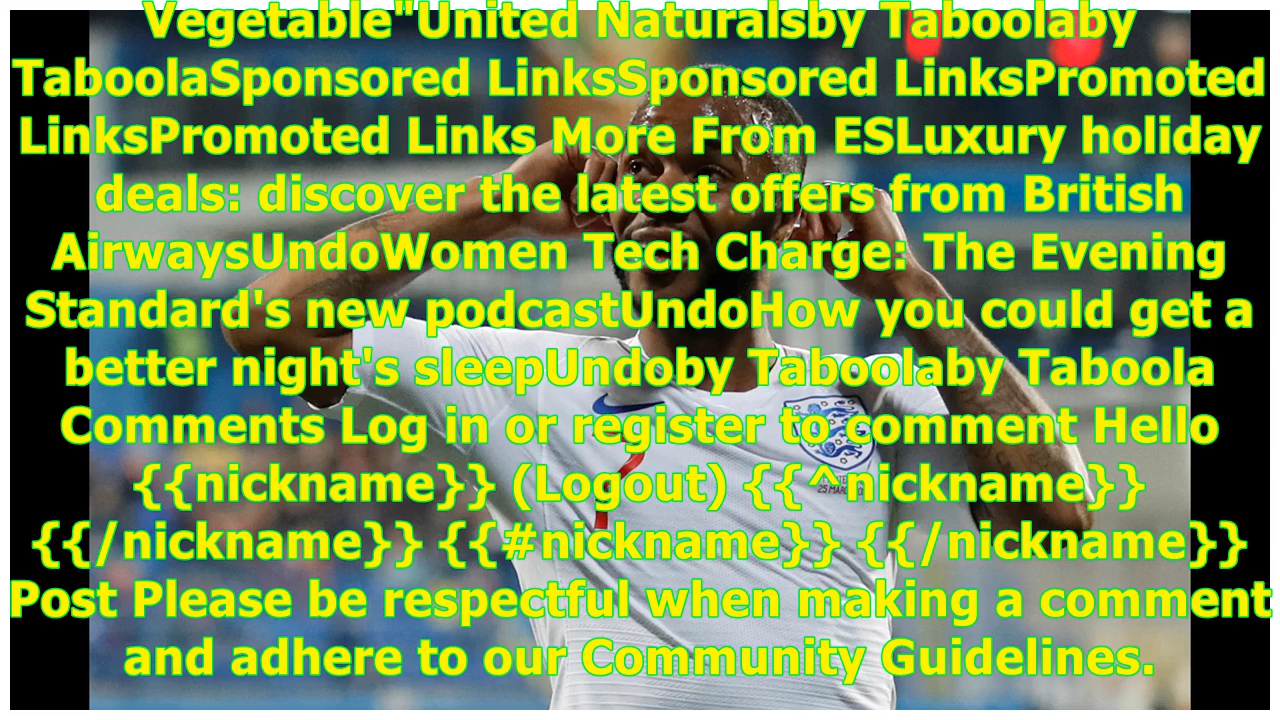 Vegetable"United Naturalsby Taboolaby
TaboolaSponsored LinksSponsored LinksPromoted
LinksPromoted Links More From ESLuxury holiday
deals: discover the latest offers from British
AirwaysUndoWomen Tech Charge: The Evening
Standard's new podcastUndoHow you could get a
better night's sleepUndoby Taboolaby Taboola
Comments Log in or register to comment Hello
{{nickname}} (Logout) {{^nickname}}
{{/nickname}} {{#nickname}} {{/nickname}}
Post Please be respectful when making a comment
and adhere to our Community Guidelines.
7